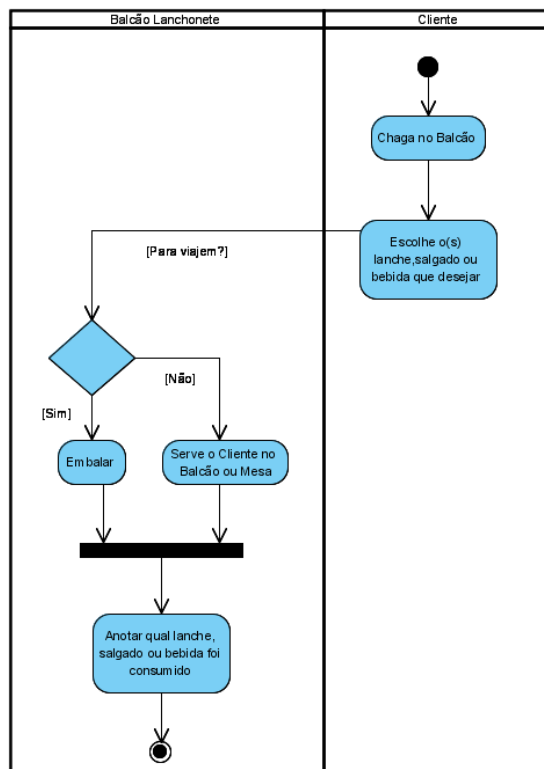 Balcão Lanchonete
Cliente
Chaga no Balcão
Escolhe o(s)
lanche,salgado ou
bebida que desejar
[Para viajem?]
[Não]
[Sim]
Embalar
Serve o Cliente no
Balcão ou Mesa
Anotar qual lanche,
salgado ou bebida foi
consumido